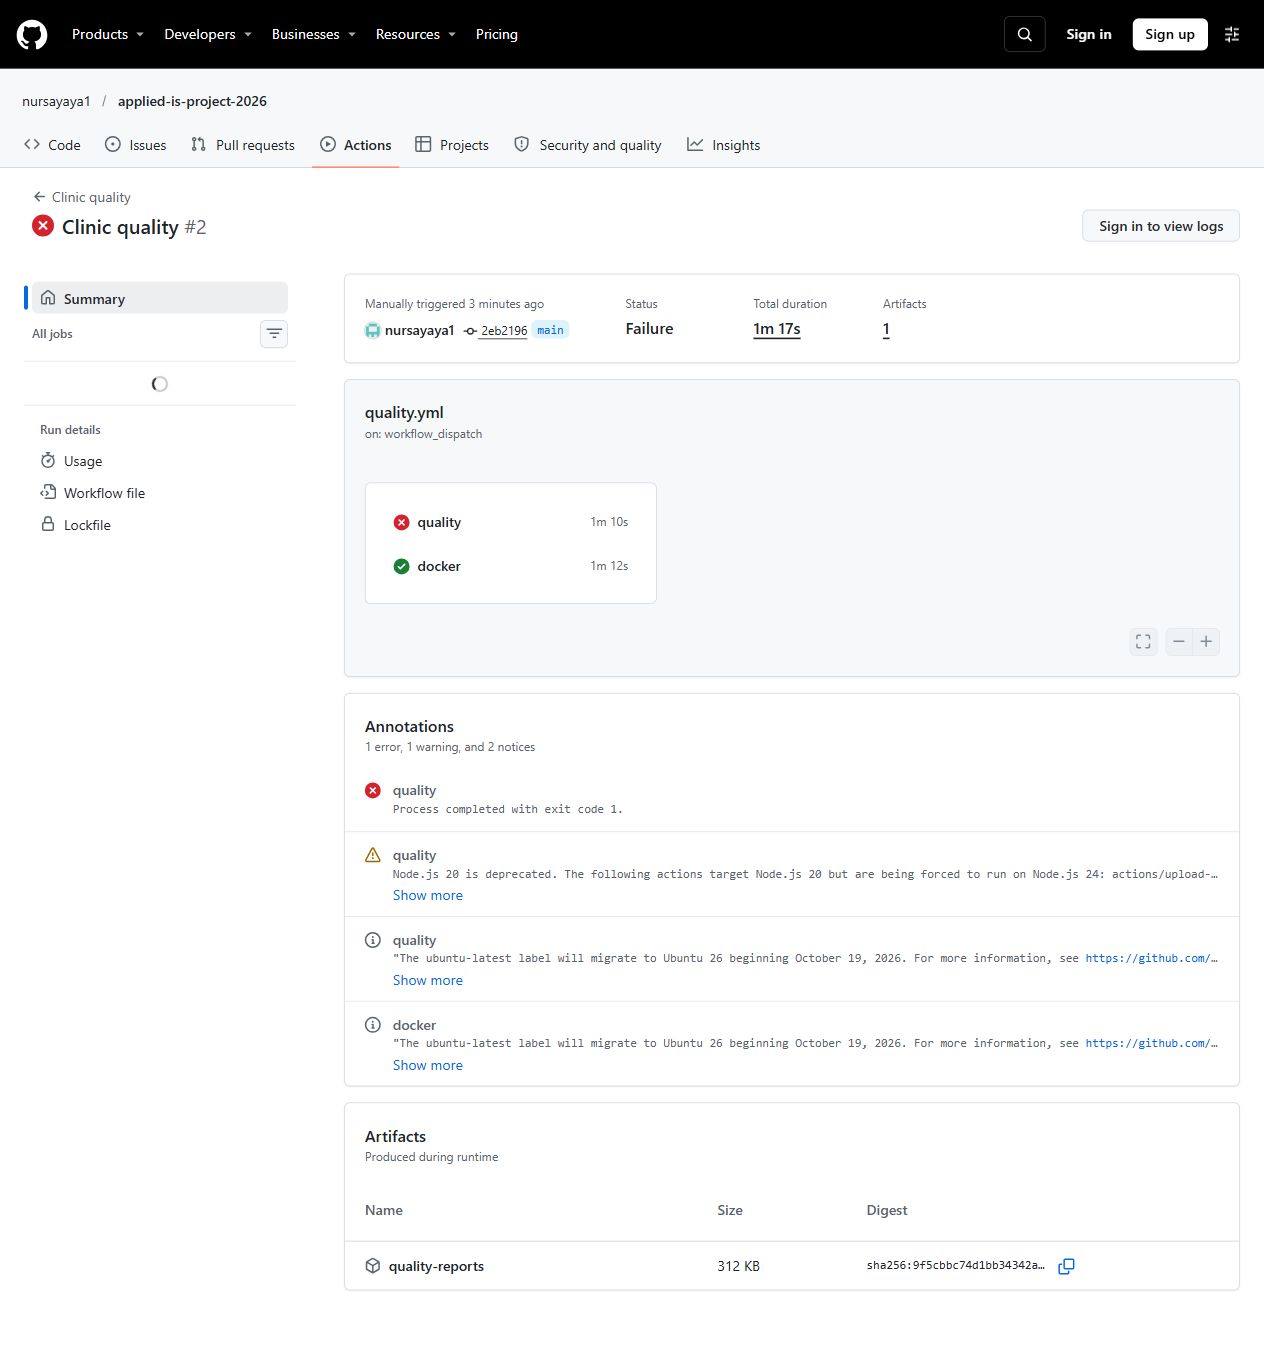 Products Developers Businesses Resources Pricing Sign in Sign up
nursayaya1 / applied-is-project-2026
Code Issues Pull requests Actions Projects Security and quality Insights
Clinic quality
Clinic quality #2
Sign in to view logs
Summary
All jobs
Run details
Usage
Workflow file
Lockfile
Manually triggered 3 minutes ago
nursayaya1 2eb2196 main
Status
Failure
Total duration
1m 17s
Artifacts
1
quality.yml
on: workflow_dispatch
quality 1m 10s
docker 1m 12s
Annotations
1 error, 1 warning, and 2 notices
quality
Process completed with exit code 1.
quality
Node.js 20 is deprecated. The following actions target Node.js 20 but are being forced to run on Node.js 24: actions/upload-…
Show more
quality
"The ubuntu-latest label will migrate to Ubuntu 26 beginning October 19, 2026. For more information, see https://github.com/…
Show more
docker
"The ubuntu-latest label will migrate to Ubuntu 26 beginning October 19, 2026. For more information, see https://github.com/…
Show more
Artifacts
Produced during runtime
Name Size Digest
quality-reports 312 KB sha256:9f5cbbc74d1bb34342a…